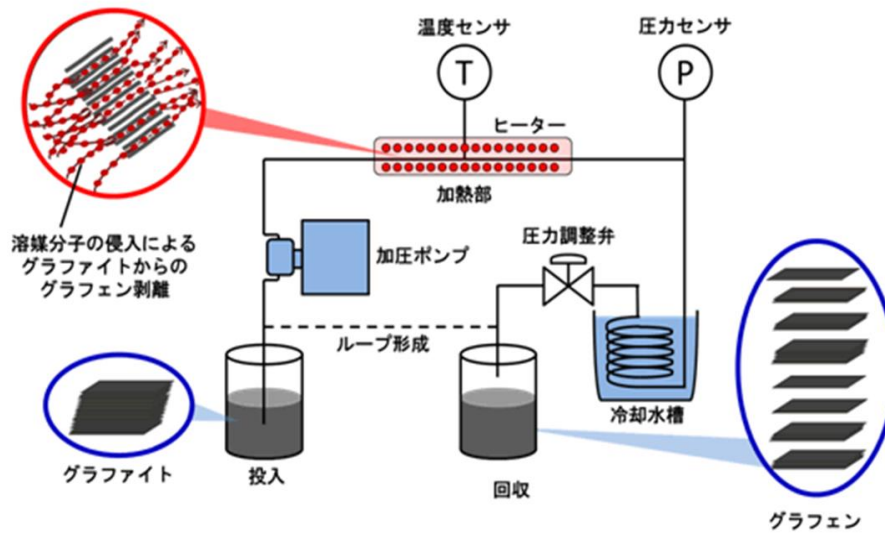 温度センサ
圧力センサ
T
P
ヒーター
加熱部
溶媒分子の侵入による
グラファイトからの
グラフェン剥離
加圧ポンプ
圧力調整弁
ループ形成
冷却水槽
グラファイト
投入
回収
グラフェン